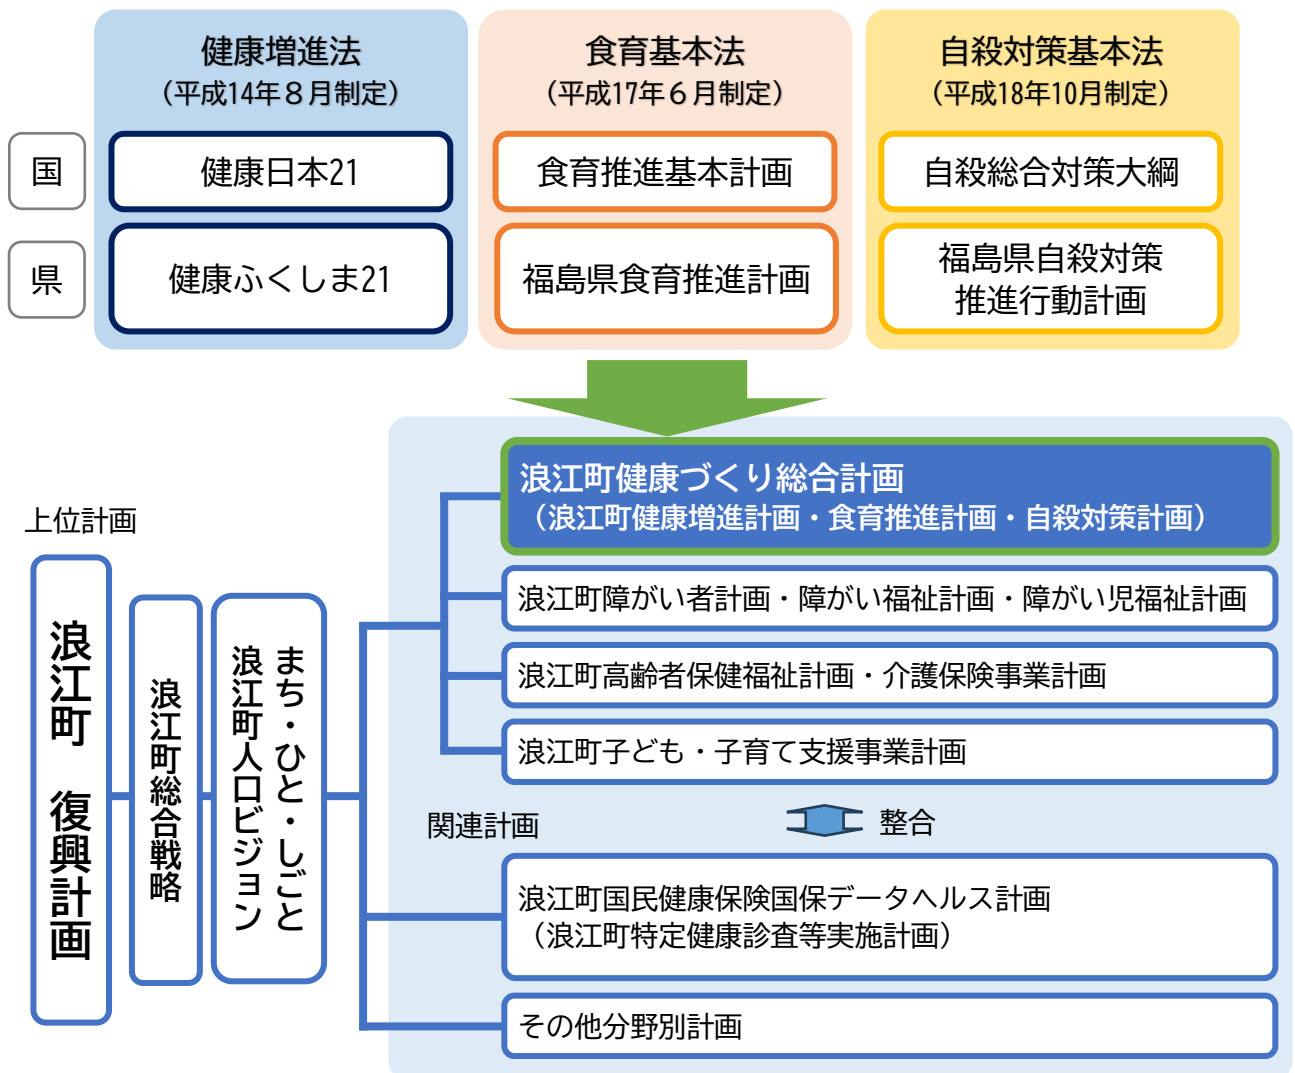 健康増進法
（平成14年８月制定）
食育基本法
（平成17年６月制定）
自殺対策基本法
（平成18年10月制定）
国
健康日本21
食育推進基本計画
自殺総合対策大綱
県
健康ふくしま21
福島県食育推進計画
福島県自殺対策
推進行動計画
上位計画
浪江町　復興計画
浪江町総合戦略
まち・ひと・しごと
浪江町人口ビジョン
浪江町健康づくり総合計画
（浪江町健康増進計画・食育推進計画・自殺対策計画）
浪江町障がい者計画・障がい福祉計画・障がい児福祉計画
浪江町高齢者保健福祉計画・介護保険事業計画
浪江町子ども・子育て支援事業計画
関連計画
整合
浪江町国民健康保険国保データヘルス計画
（浪江町特定健康診査等実施計画）
その他分野別計画